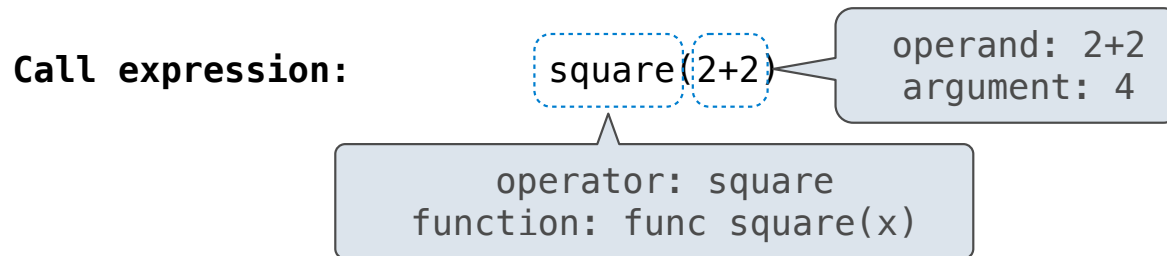 Call expression: square(2+2)
operand: 2+2
argument: 4
operator: square
function: func square(x)